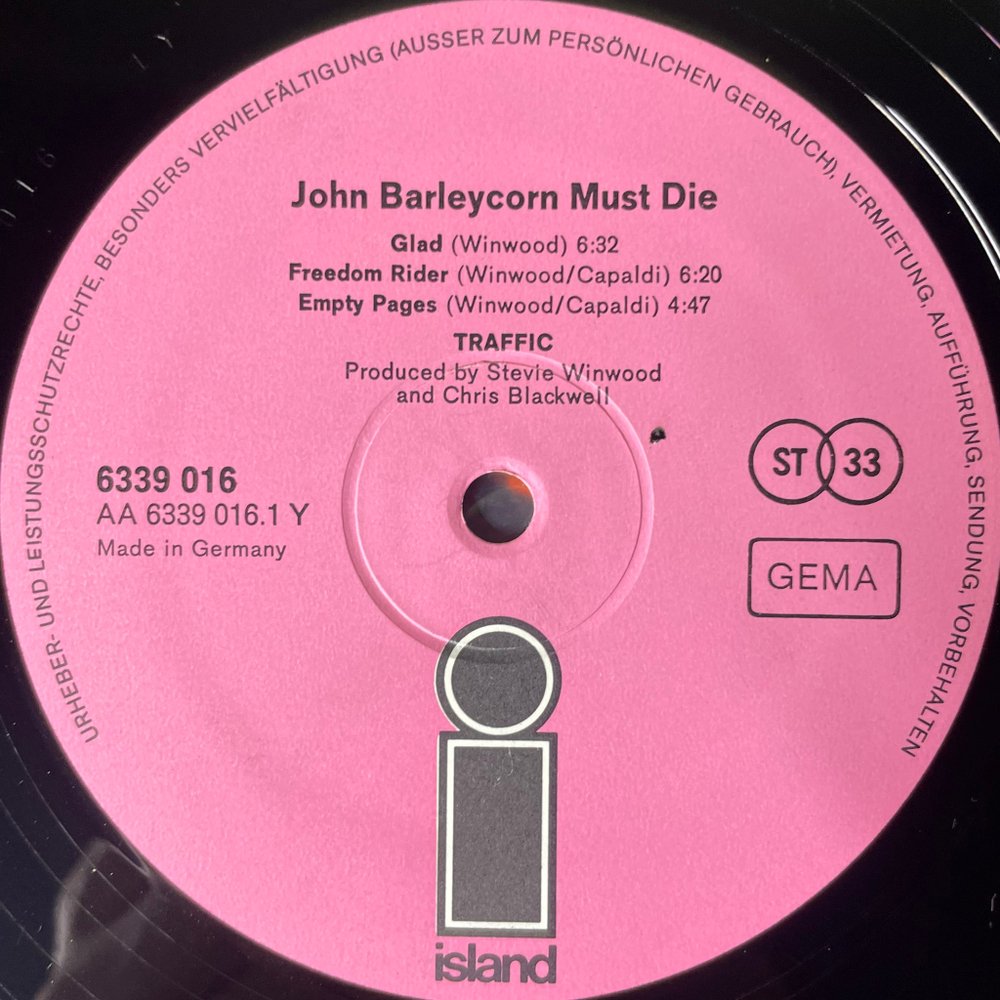 URHEBER- UND LEISTUNGSSCHUTZRECHTE, BESONDERS VERVIELFÄLTIGUNG (AUSSER ZUM PERSÖNLICHEN GEBRAUCH), VERMIETUNG, AUFFÜHRUNG, SENDUNG, VORBEHALTEN
John Barleycorn Must Die
Glad (Winwood) 6:32
Freedom Rider (Winwood/Capaldi) 6:20
Empty Pages (Winwood/Capaldi) 4:47
TRAFFIC
Produced by Stevie Winwood
and Chris Blackwell
6339 016
AA 6339 016.1 Y
Made in Germany
ST 33
GEMA
i
island